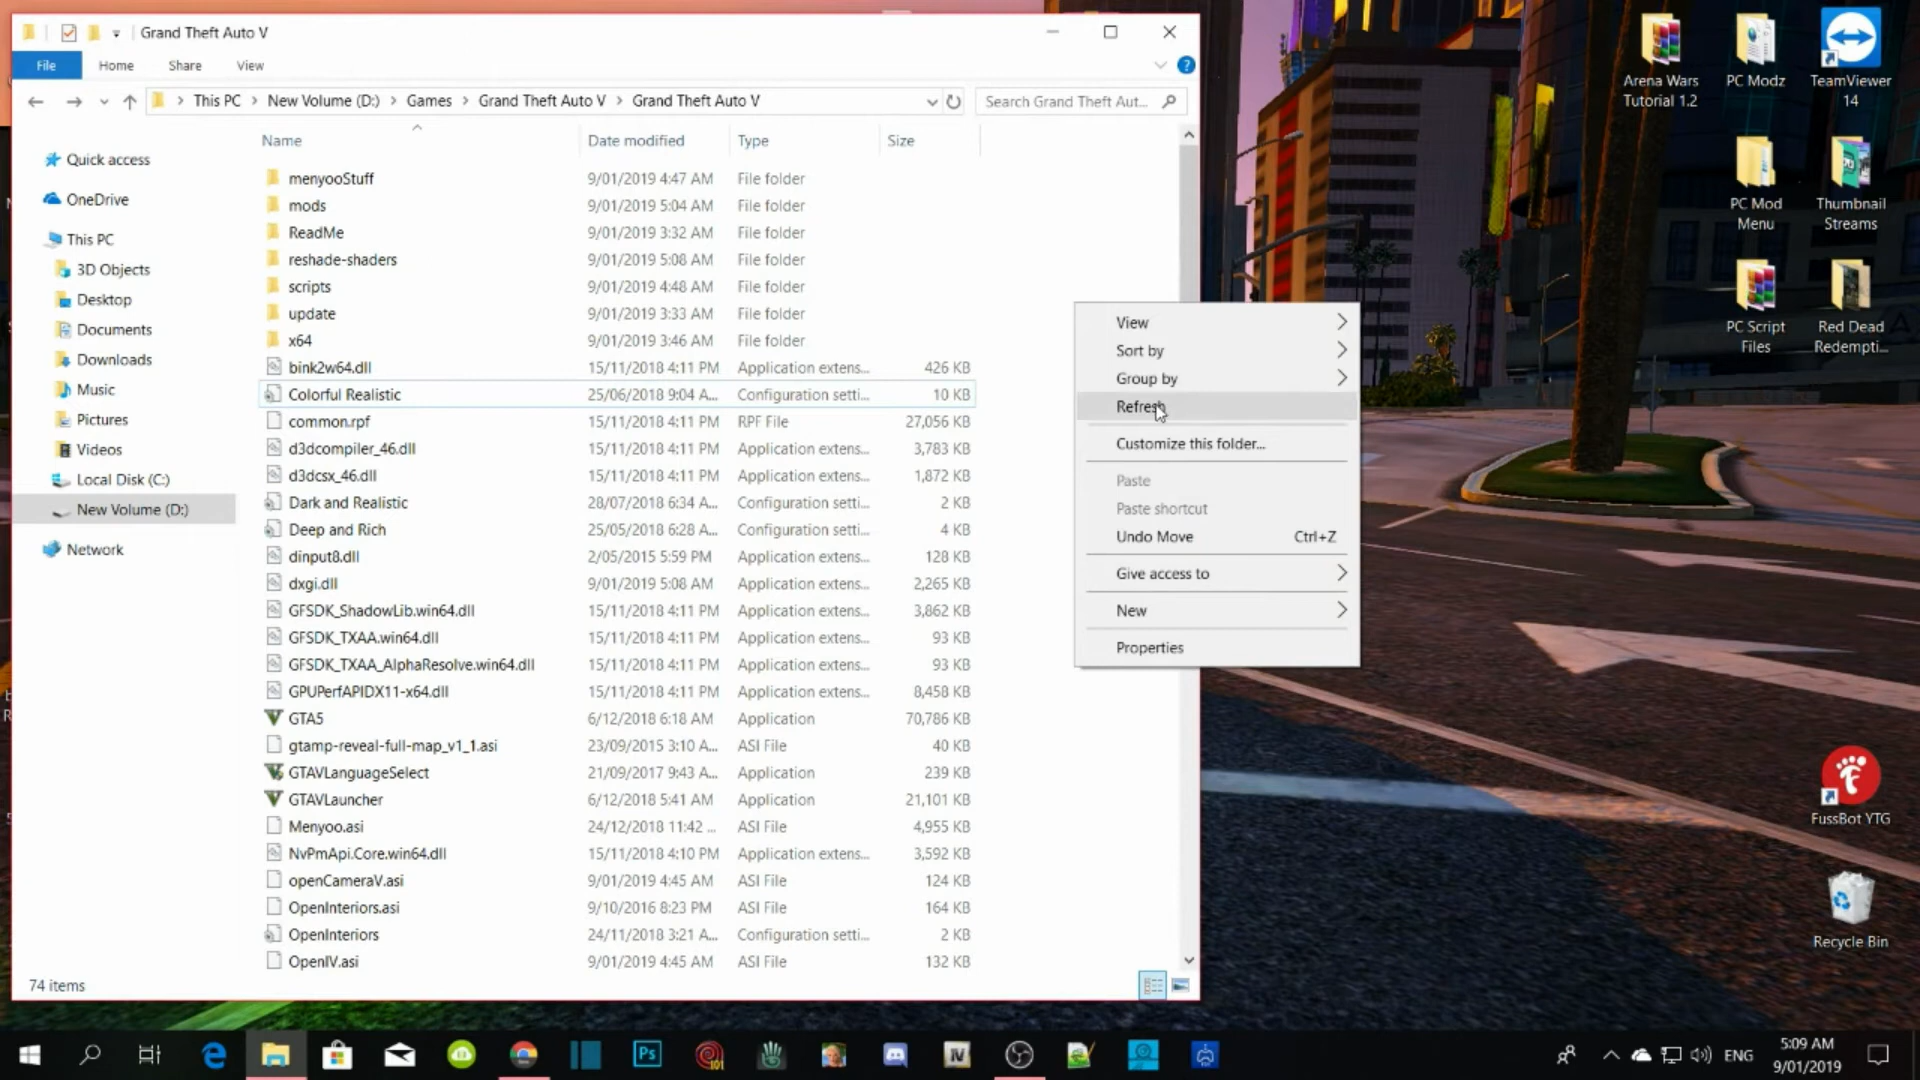 Grand Theft Auto V
File
Home
Share
View
This PC
New Volume (D:)
Games
Grand Theft Auto V
Grand Theft Auto V
Search Grand Theft Aut...
Name
Date modified
Type
Size
Quick access
OneDrive
This PC
3D Objects
Desktop
Documents
Downloads
Music
Pictures
Videos
Local Disk (C:)
New Volume (D:)
Network
menyooStuff 9/01/2019 4:47 AM File folder
mods 9/01/2019 5:04 AM File folder
ReadMe 9/01/2019 3:32 AM File folder
reshade-shaders 9/01/2019 5:08 AM File folder
scripts 9/01/2019 4:48 AM File folder
update 9/01/2019 3:33 AM File folder
x64 9/01/2019 3:46 AM File folder
bink2w64.dll 15/11/2018 4:11 PM Application extens... 426 KB
Colorful Realistic 25/06/2018 9:04 A... Configuration setti... 10 KB
common.rpf 15/11/2018 4:11 PM RPF File 27,056 KB
d3dcompiler_46.dll 15/11/2018 4:11 PM Application extens... 3,783 KB
d3dcsx_46.dll 15/11/2018 4:11 PM Application extens... 1,872 KB
Dark and Realistic 28/07/2018 6:34 A... Configuration setti... 2 KB
Deep and Rich 25/05/2018 6:28 A... Configuration setti... 4 KB
dinput8.dll 2/05/2015 5:59 PM Application extens... 128 KB
dxgi.dll 9/01/2019 5:08 AM Application extens... 2,265 KB
GFSDK_ShadowLib.win64.dll 15/11/2018 4:11 PM Application extens... 3,862 KB
GFSDK_TXAA.win64.dll 15/11/2018 4:11 PM Application extens... 93 KB
GFSDK_TXAA_AlphaResolve.win64.dll 15/11/2018 4:11 PM Application extens... 93 KB
GPUPerfAPIDX11-x64.dll 15/11/2018 4:11 PM Application extens... 8,458 KB
GTA5 6/12/2018 6:18 AM Application 70,786 KB
gtamp-reveal-full-map_v1_1.asi 23/09/2015 3:10 A... ASI File 40 KB
GTAVLanguageSelect 21/09/2017 9:43 A... Application 239 KB
GTAVLauncher 6/12/2018 5:41 AM Application 21,101 KB
Menyoo.asi 24/12/2018 11:42 ... ASI File 4,955 KB
NvPmApi.Core.win64.dll 15/11/2018 4:10 PM Application extens... 3,592 KB
openCameraV.asi 9/01/2019 4:45 AM ASI File 124 KB
OpenInteriors.asi 9/10/2016 8:23 PM ASI File 164 KB
OpenInteriors 24/11/2018 3:21 A... Configuration setti... 2 KB
OpenIV.asi 9/01/2019 4:45 AM ASI File 132 KB
74 items
View
Sort by
Group by
Refresh
Customize this folder...
Paste
Paste shortcut
Undo Move Ctrl+Z
Give access to
New
Properties
Arena Wars
Tutorial 1.2
PC Modz
TeamViewer
14
PC Mod
Menu
Thumbnail
Streams
PC Script
Files
Red Dead
Redempti...
FussBot YTG
Recycle Bin
Ps
101
IV
ENG
5:09 AM
9/01/2019